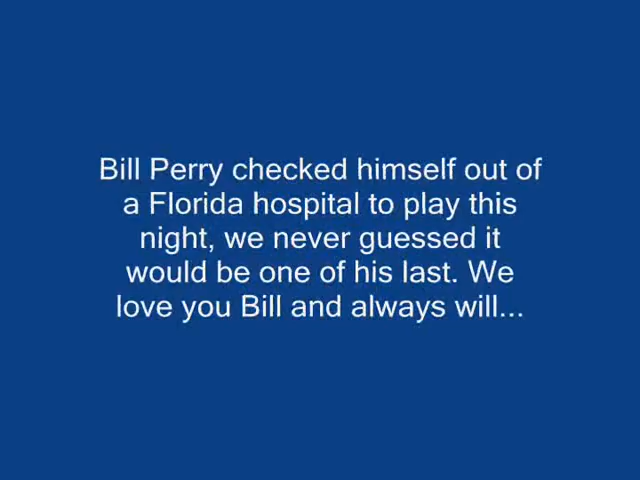 Bill Perry checked himself out of
a Florida hospital to play this
night, we never guessed it
would be one of his last. We
love you Bill and always will...